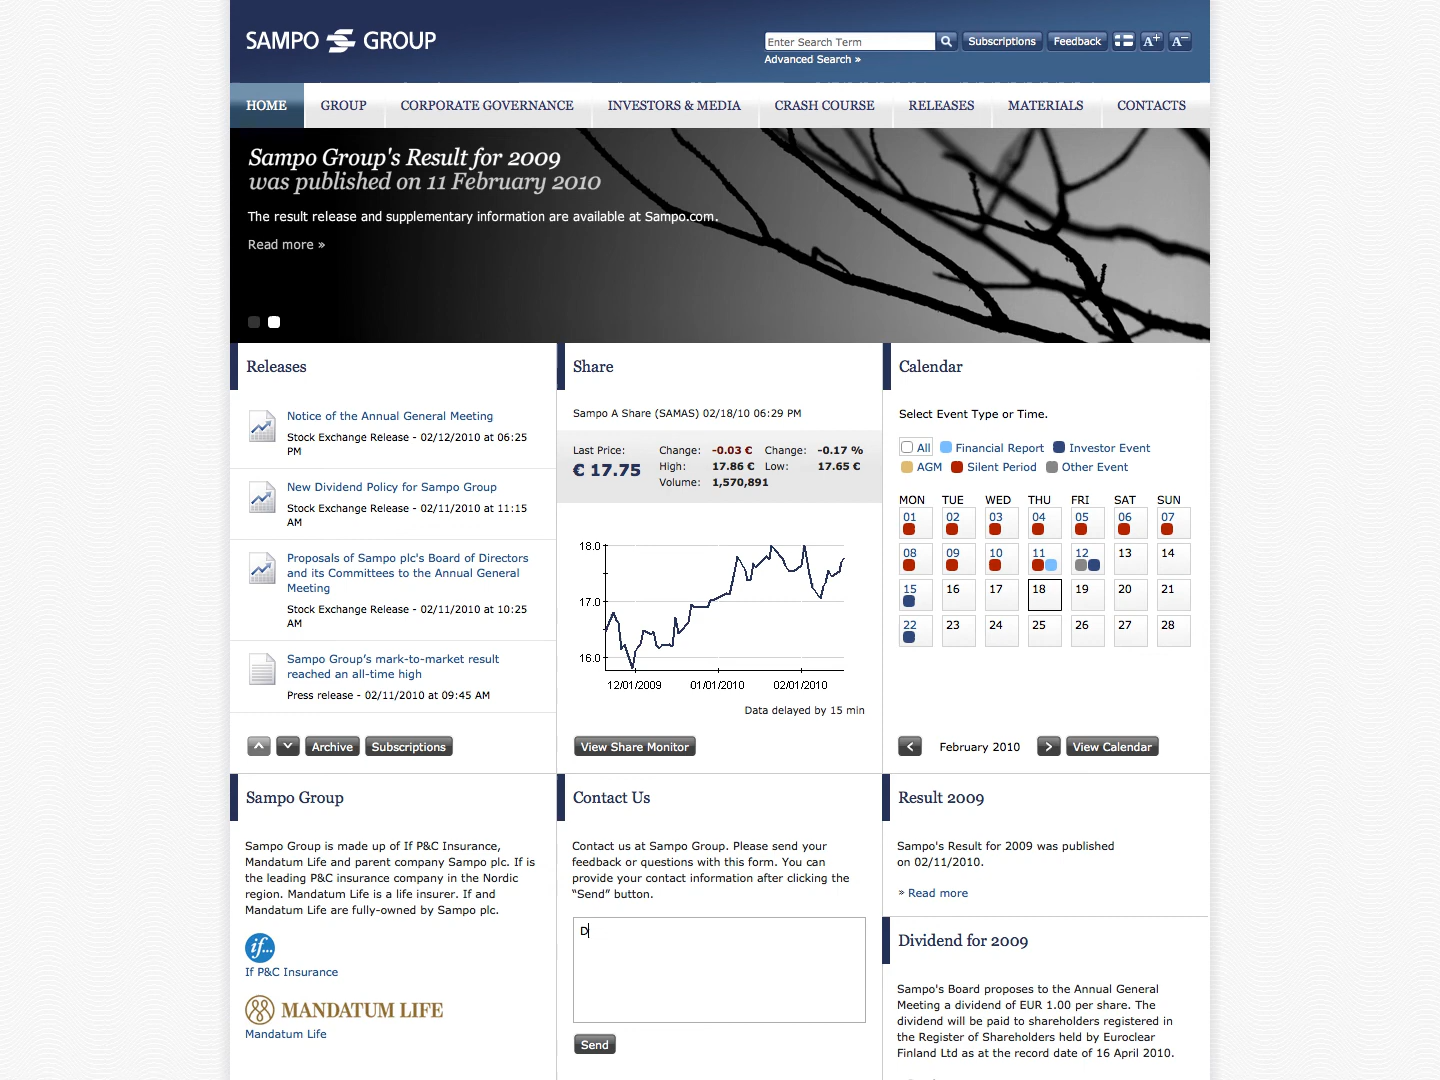 SAMPO GROUP
Enter Search Term
Subscriptions
Feedback
A+
A−
Advanced Search »
HOME
GROUP
CORPORATE GOVERNANCE
INVESTORS & MEDIA
CRASH COURSE
RELEASES
MATERIALS
CONTACTS
Sampo Group's Result for 2009
was published on 11 February 2010
The result release and supplementary information are available at Sampo.com.
Read more »
Releases
Notice of the Annual General Meeting
Stock Exchange Release - 02/12/2010 at 06:25
PM
New Dividend Policy for Sampo Group
Stock Exchange Release - 02/11/2010 at 11:15
AM
Proposals of Sampo plc's Board of Directors
and its Committees to the Annual General
Meeting
Stock Exchange Release - 02/11/2010 at 10:25
AM
Sampo Group's mark-to-market result
reached an all-time high
Press release - 02/11/2010 at 09:45 AM
Archive
Subscriptions
Share
Sampo A Share (SAMAS) 02/18/10 06:29 PM
Last Price:
€ 17.75
Change: -0.03 € Change: -0.17 %
High: 17.86 € Low: 17.65 €
Volume: 1,570,891
18.0
17.0
16.0
12/01/2009 01/01/2010 02/01/2010
Data delayed by 15 min
View Share Monitor
Calendar
Select Event Type or Time.
All Financial Report Investor Event
AGM Silent Period Other Event
MON TUE WED THU FRI SAT SUN
01 02 03 04 05 06 07
08 09 10 11 12 13 14
15 16 17 18 19 20 21
22 23 24 25 26 27 28
< February 2010 > View Calendar
Sampo Group
Sampo Group is made up of If P&C Insurance,
Mandatum Life and parent company Sampo plc. If is
the leading P&C insurance company in the Nordic
region. Mandatum Life is a life insurer. If and
Mandatum Life are fully-owned by Sampo plc.
if...
If P&C Insurance
MANDATUM LIFE
Mandatum Life
Contact Us
Contact us at Sampo Group. Please send your
feedback or questions with this form. You can
provide your contact information after clicking the
“Send” button.
D
Send
Result 2009
Sampo's Result for 2009 was published
on 02/11/2010.
» Read more
Dividend for 2009
Sampo's Board proposes to the Annual General
Meeting a dividend of EUR 1.00 per share. The
dividend will be paid to shareholders registered in
the Register of Shareholders held by Euroclear
Finland Ltd as at the record date of 16 April 2010.